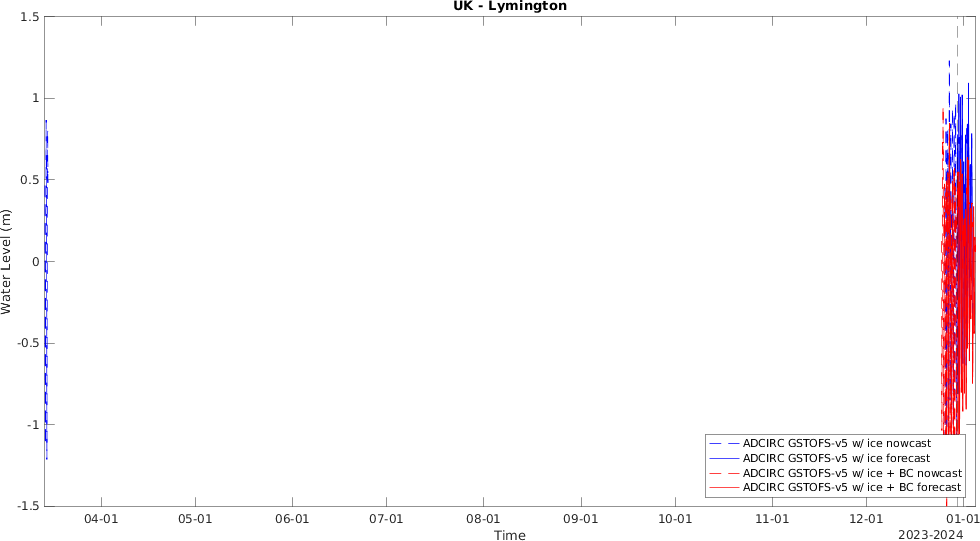 UK - Lymington
1.5
1
0.5
0
-0.5
-1
-1.5
Water Level (m)
04-01 05-01 06-01 07-01 08-01 09-01 10-01 11-01 12-01 01-01
Time
2023-2024
ADCIRC GSTOFS-v5 w/ ice nowcast
ADCIRC GSTOFS-v5 w/ ice forecast
ADCIRC GSTOFS-v5 w/ ice + BC nowcast
ADCIRC GSTOFS-v5 w/ ice + BC forecast